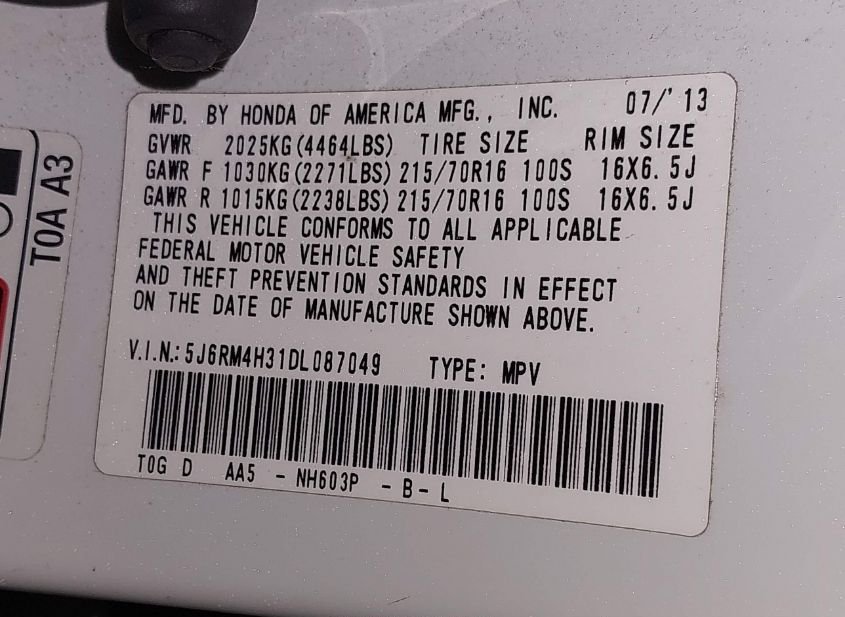 MFD. BY HONDA OF AMERICA MFG., INC. 07/'13
GVWR 2025KG(4464LBS) TIRE SIZE RIM SIZE
GAWR F 1030KG(2271LBS) 215/70R16 100S 16X6.5J
GAWR R 1015KG(2238LBS) 215/70R16 100S 16X6.5J
THIS VEHICLE CONFORMS TO ALL APPLICABLE
FEDERAL MOTOR VEHICLE SAFETY
AND THEFT PREVENTION STANDARDS IN EFFECT
ON THE DATE OF MANUFACTURE SHOWN ABOVE.
V.I.N.: 5J6RM4H31DL087049 TYPE: MPV
TOG D AA5 - NH603P - B - L
TOA A3